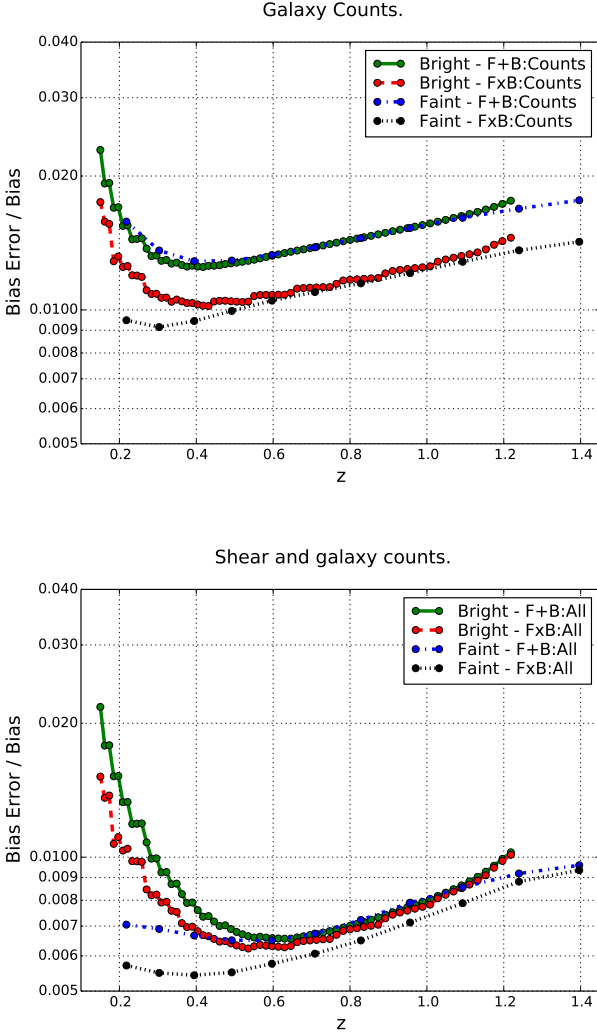 Galaxy Counts.
0.040
0.030
0.020
0.0100
0.009
0.008
0.007
0.006
0.005
Bias Error / Bias
Bright - F+B:Counts
Bright - FxB:Counts
Faint - F+B:Counts
Faint - FxB:Counts
0.2 0.4 0.6 0.8 1.0 1.2 1.4
z
Shear and galaxy counts.
0.040
0.030
0.020
0.0100
0.009
0.008
0.007
0.006
0.005
Bias Error / Bias
Bright - F+B:All
Bright - FxB:All
Faint - F+B:All
Faint - FxB:All
0.2 0.4 0.6 0.8 1.0 1.2 1.4
z